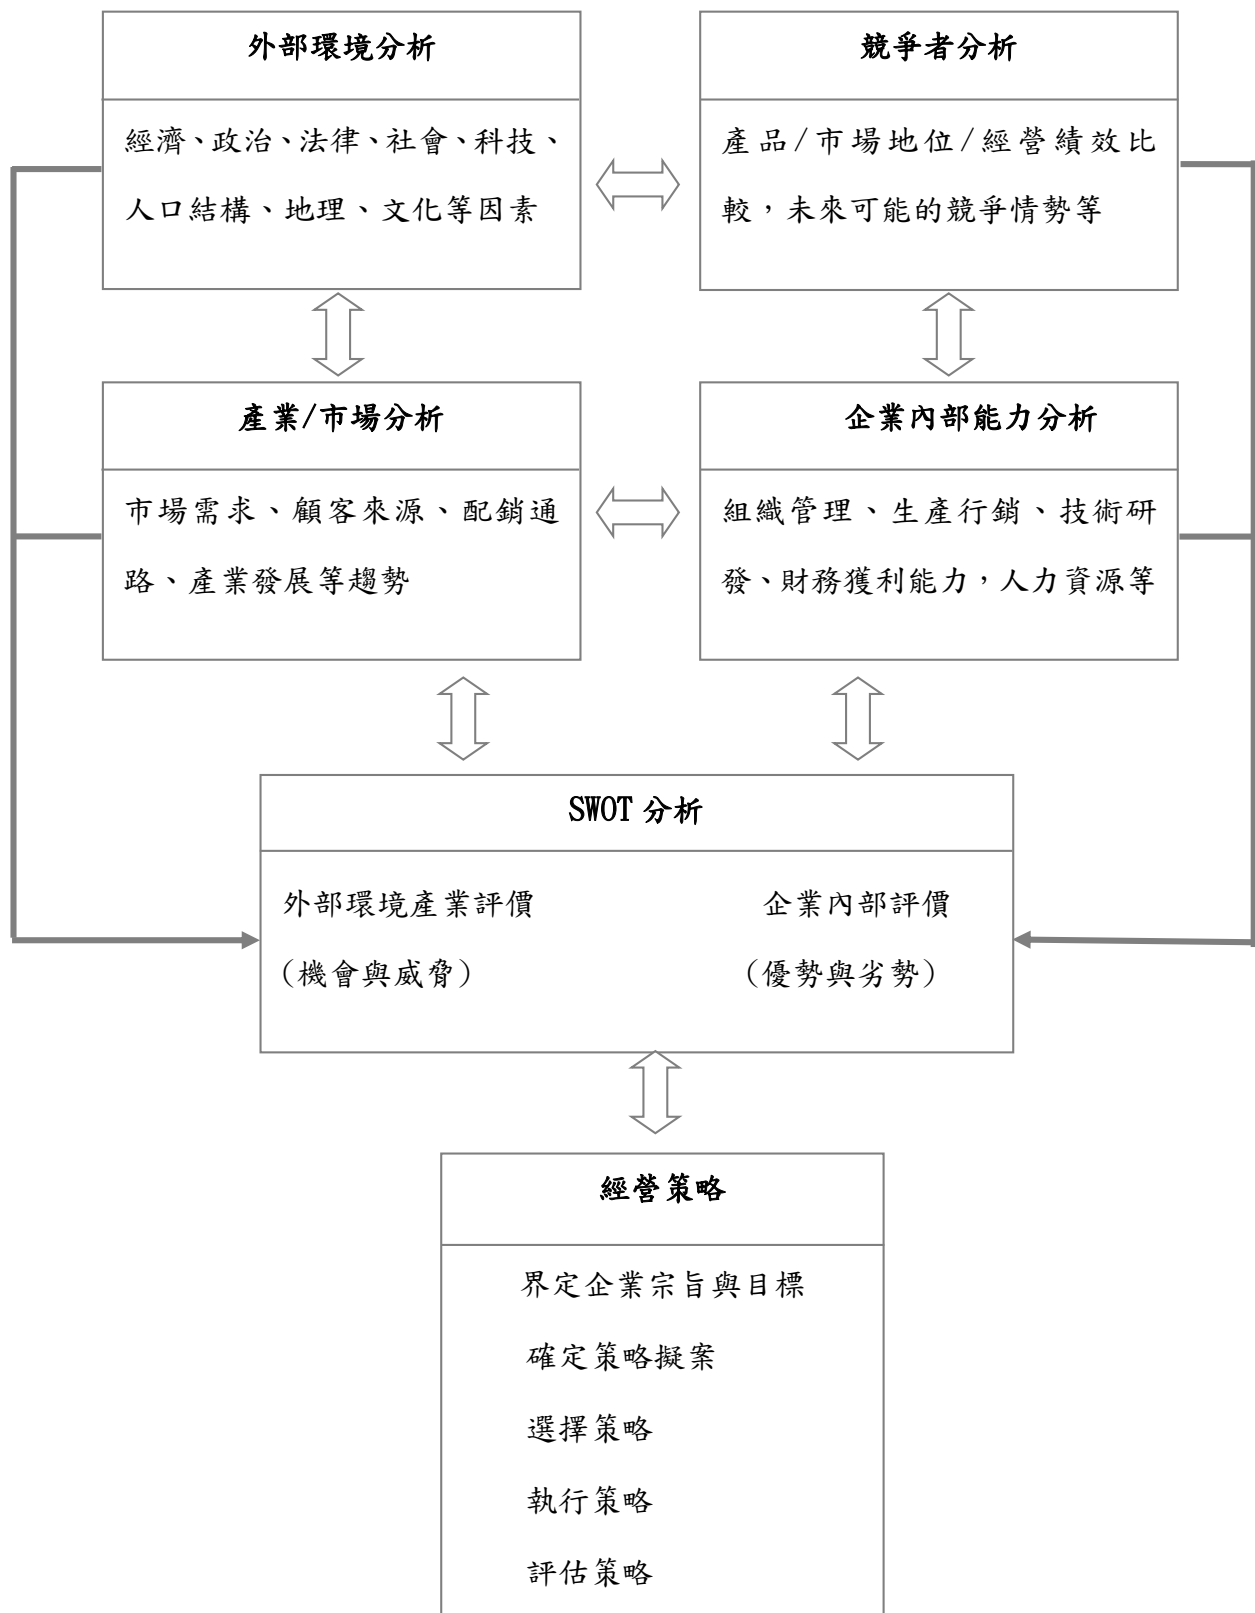 外部環境分析
經濟、政治、法律、社會、科技、
人口結構、地理、文化等因素
競爭者分析
產品/市場地位/經營績效比
較，未來可能的競爭情勢等
產業/市場分析
市場需求、顧客來源、配銷通
路、產業發展等趨勢
企業內部能力分析
組織管理、生產行銷、技術研
發、財務獲利能力，人力資源等
SWOT 分析
外部環境產業評價
(機會與威脅)
企業內部評價
(優勢與劣勢)
經營策略
界定企業宗旨與目標
確定策略擬案
選擇策略
執行策略
評估策略